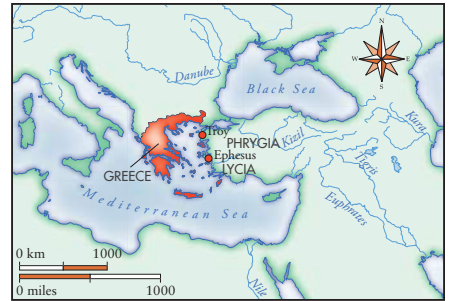 N
W E
S
Danube
Black Sea
Kura
Troy
PHRYGIA
Kizil
Ephesus
Tigris
GREECE
LYCIA
Mediterranean Sea
Euphrates
0 km 1000
0 miles 1000
Nile